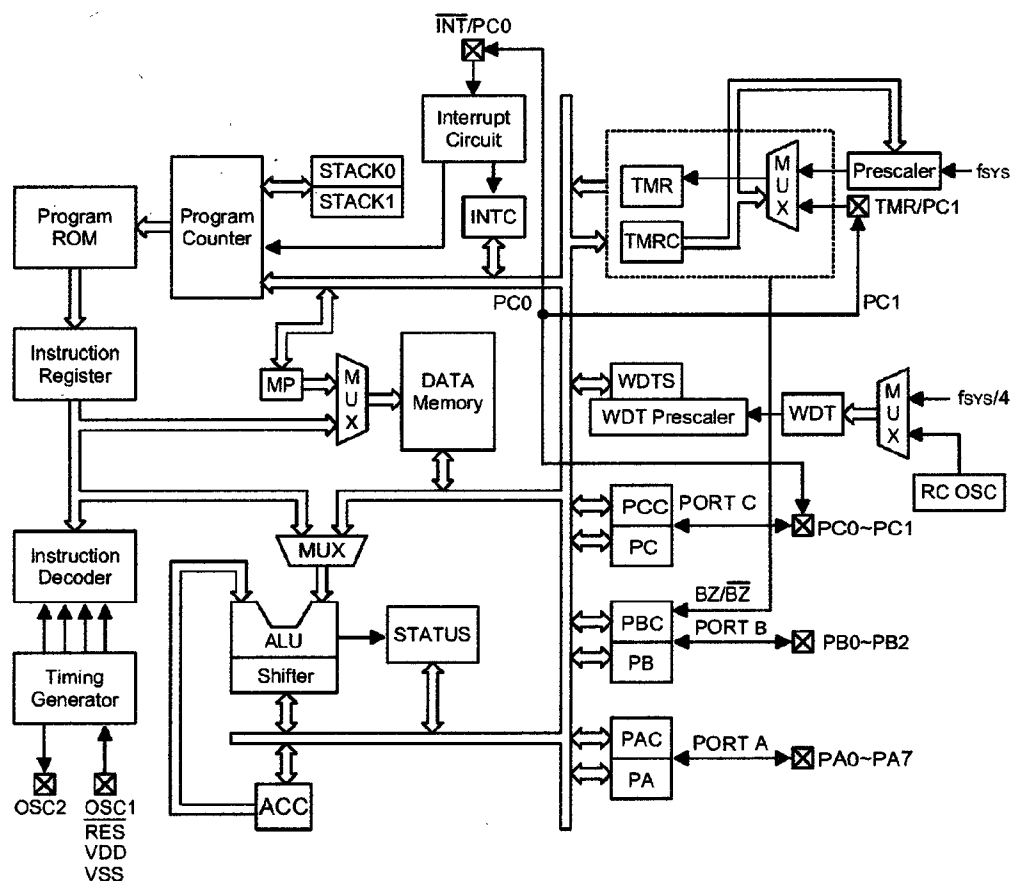 INT/PC0
Interrupt
Circuit
STACK0
STACK1
INTC
Program
ROM
Program
Counter
TMR
TMRC
MUX
Prescaler
fSYS
TMR/PC1
PC0
PC1
Instruction
Register
MP
MUX
DATA
Memory
WDTS
WDT Prescaler
WDT
MUX
fSYS/4
RC OSC
PCC
PC
PORT C
PC0~PC1
Instruction
Decoder
MUX
ALU
Shifter
STATUS
BZ/BZ
PBC
PB
PORT B
PB0~PB2
Timing
Generator
PAC
PA
PORT A
PA0~PA7
OSC2
OSC1
RES
VDD
VSS
ACC